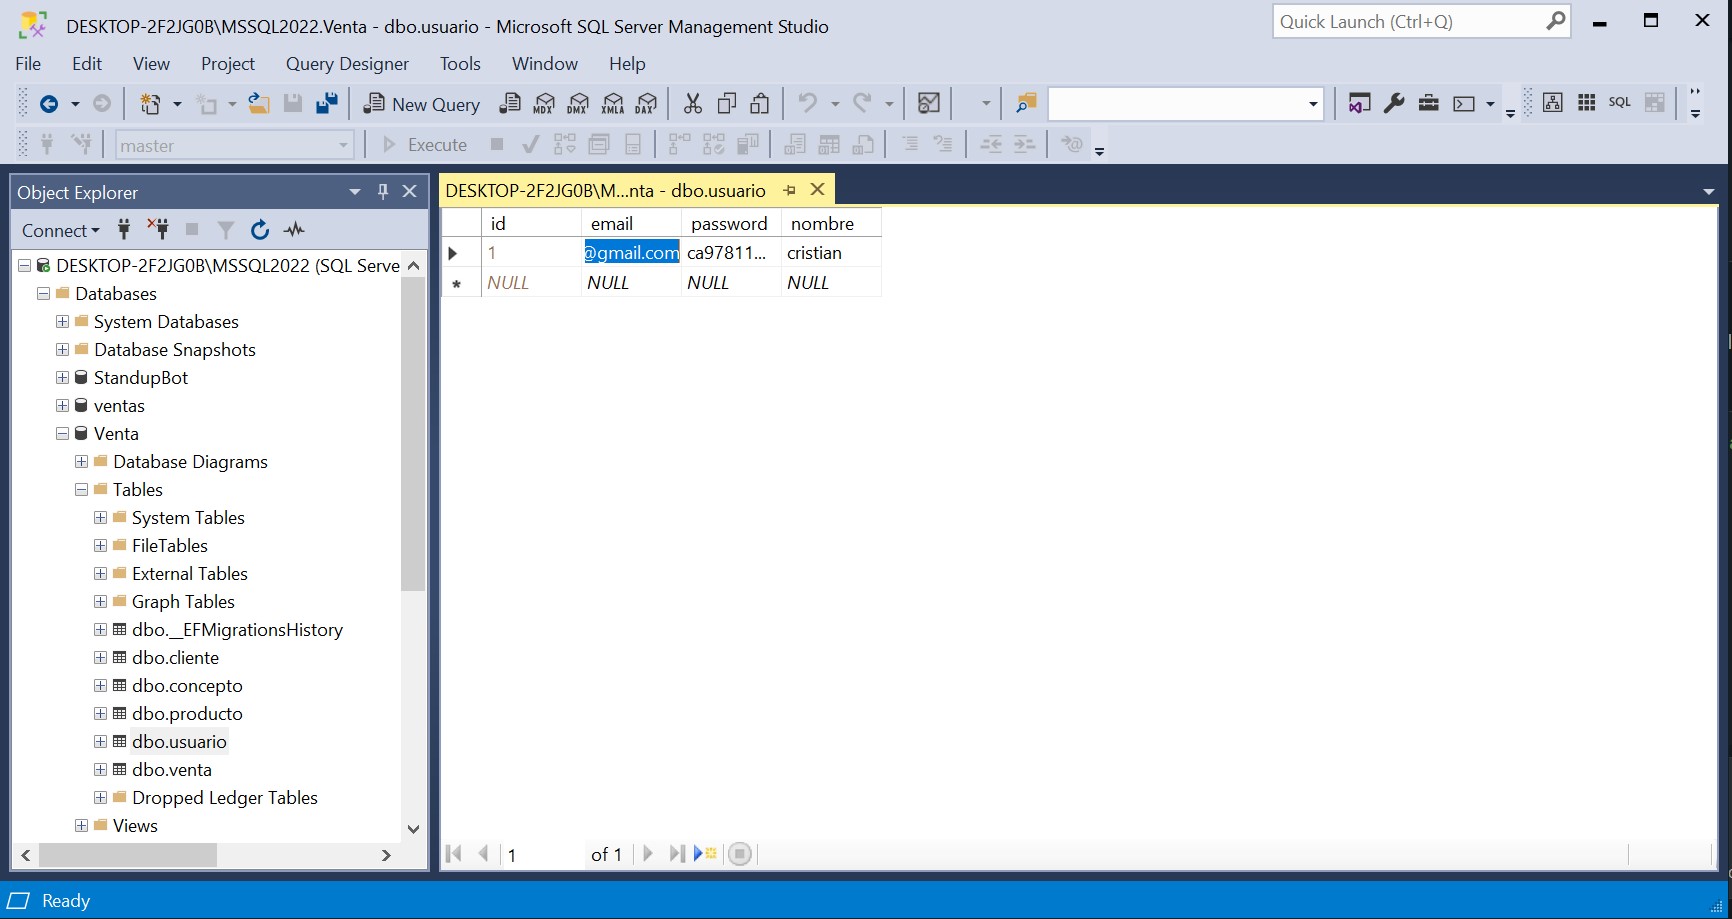 DESKTOP-2F2JG0B\MSSQL2022.Venta - dbo.usuario - Microsoft SQL Server Management Studio
Quick Launch (Ctrl+Q)
File Edit View Project Query Designer Tools Window Help
New Query MDX DMX XMLA DAX SQL
master Execute
Object Explorer
Connect
DESKTOP-2F2JG0B\MSSQL2022 (SQL Serve
Databases
System Databases
Database Snapshots
StandupBot
ventas
Venta
Database Diagrams
Tables
System Tables
FileTables
External Tables
Graph Tables
dbo.__EFMigrationsHistory
dbo.cliente
dbo.concepto
dbo.producto
dbo.usuario
dbo.venta
Dropped Ledger Tables
Views
DESKTOP-2F2JG0B\M...nta - dbo.usuario
id email password nombre
1 @gmail.com ca97811... cristian
NULL NULL NULL NULL
1 of 1
Ready